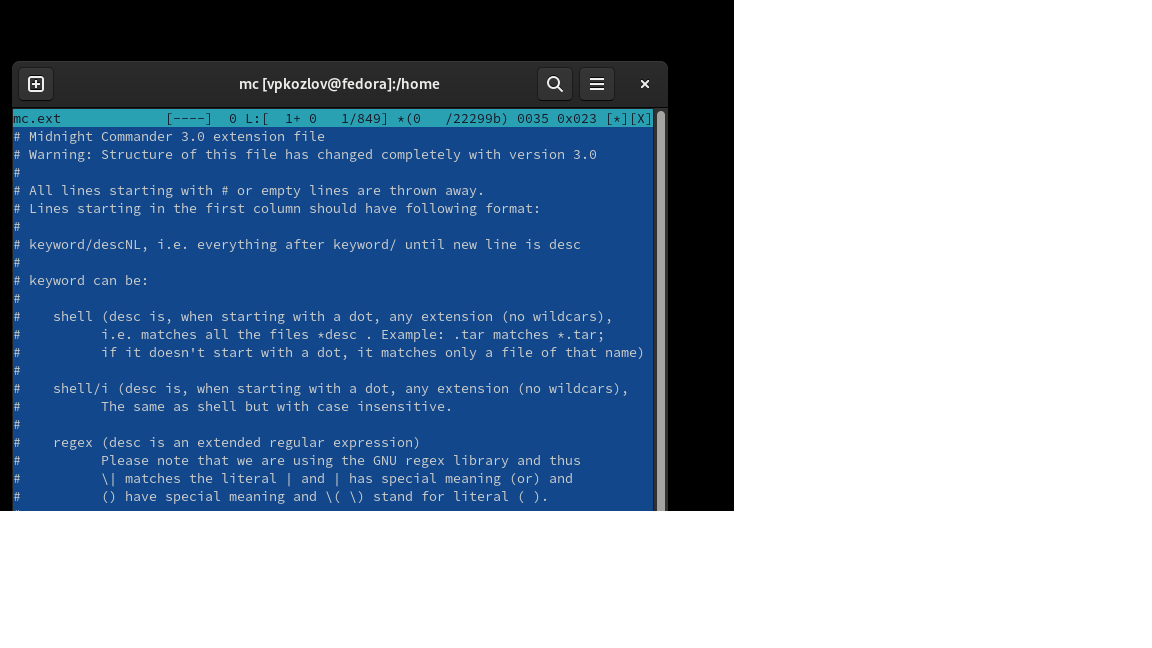 mc [vpkozlov@fedora]:/home
mc.ext             [----]  0 L:[  1+ 0   1/849] *(0   /22299b) 0035 0x023 [*][X]
# Midnight Commander 3.0 extension file
# Warning: Structure of this file has changed completely with version 3.0
#
# All lines starting with # or empty lines are thrown away.
# Lines starting in the first column should have following format:
#
# keyword/descNL, i.e. everything after keyword/ until new line is desc
#
# keyword can be:
#
#    shell (desc is, when starting with a dot, any extension (no wildcars),
#          i.e. matches all the files *desc . Example: .tar matches *.tar;
#          if it doesn't start with a dot, it matches only a file of that name)
#
#    shell/i (desc is, when starting with a dot, any extension (no wildcars),
#          The same as shell but with case insensitive.
#
#    regex (desc is an extended regular expression)
#          Please note that we are using the GNU regex library and thus
#          \| matches the literal | and | has special meaning (or) and
#          () have special meaning and \( \) stand for literal ( ).